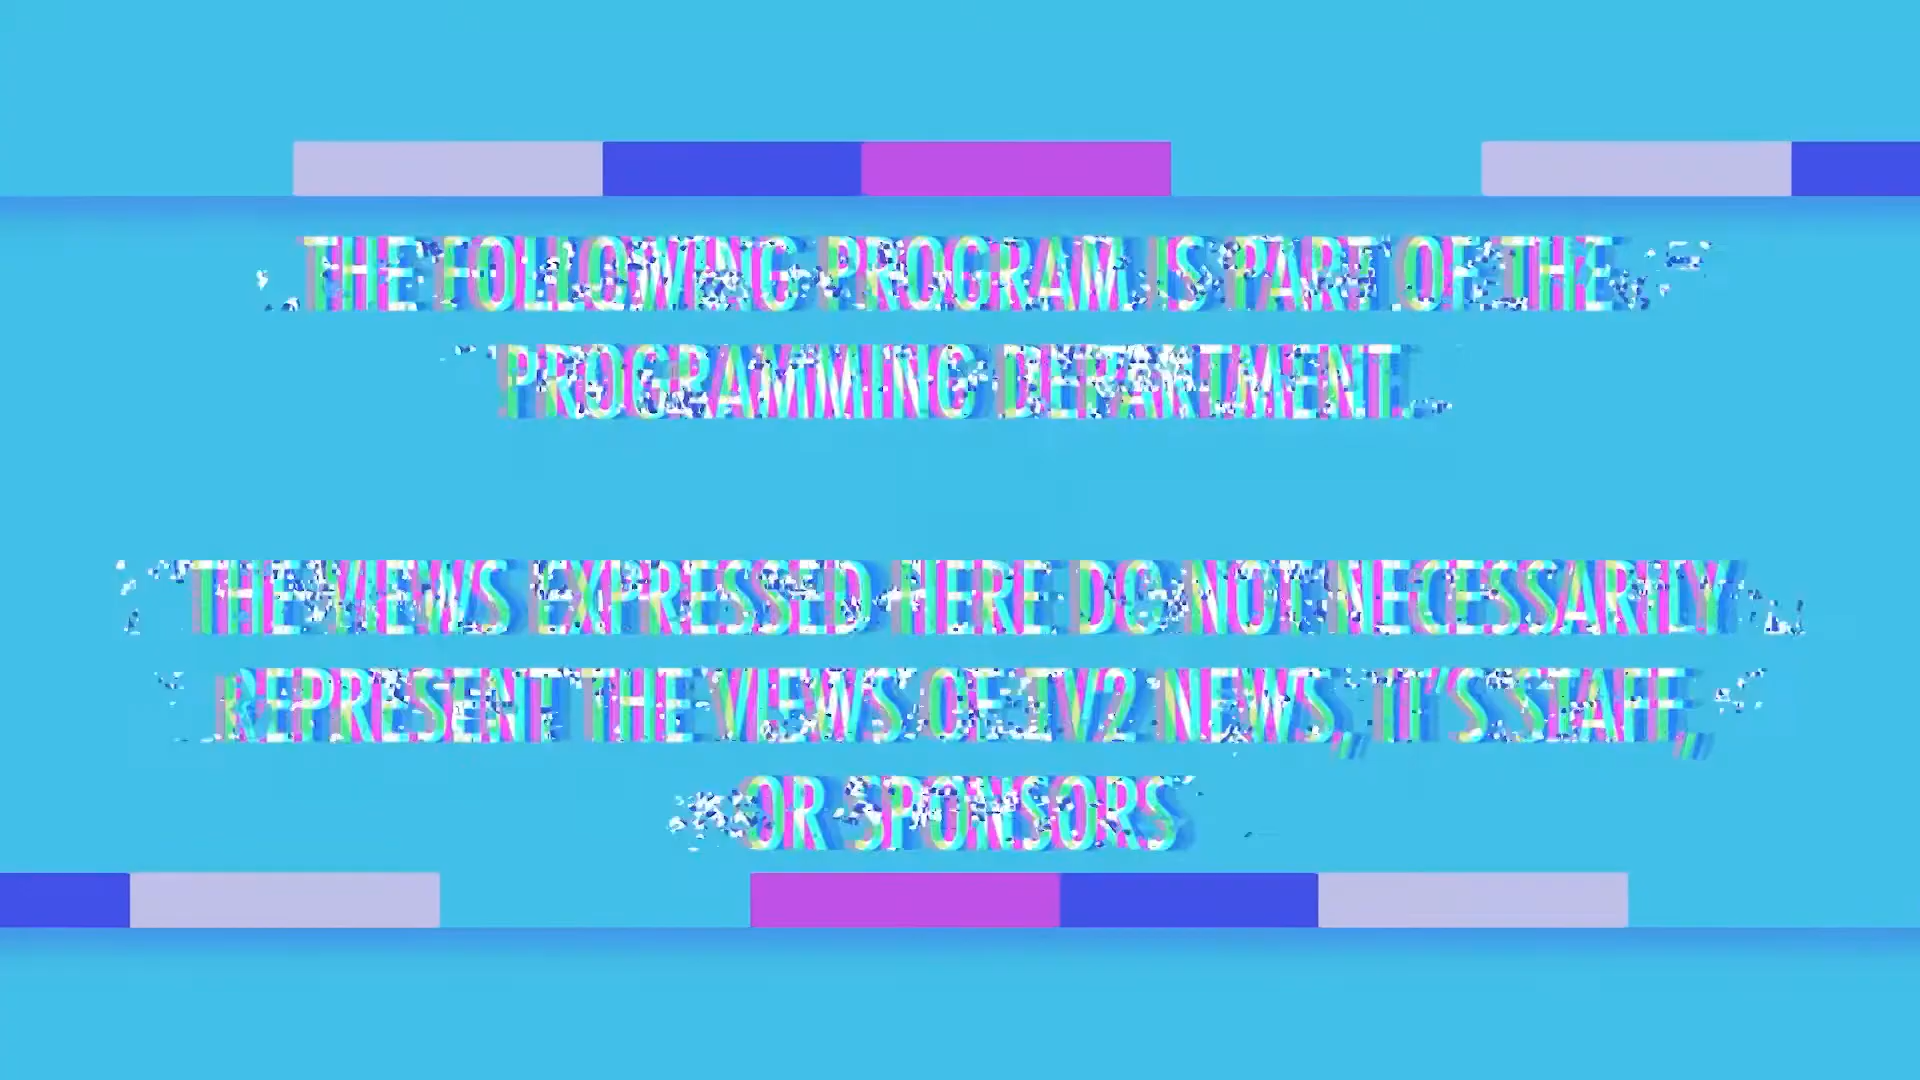 THE FOLLOWING PROGRAM IS PART OF THE
PROGRAMMING DEPARTMENT.
THE VIEWS EXPRESSED HERE DO NOT NECESSARILY
REPRESENT THE VIEWS OF TV2 NEWS, IT'S STAFF,
OR SPONSORS